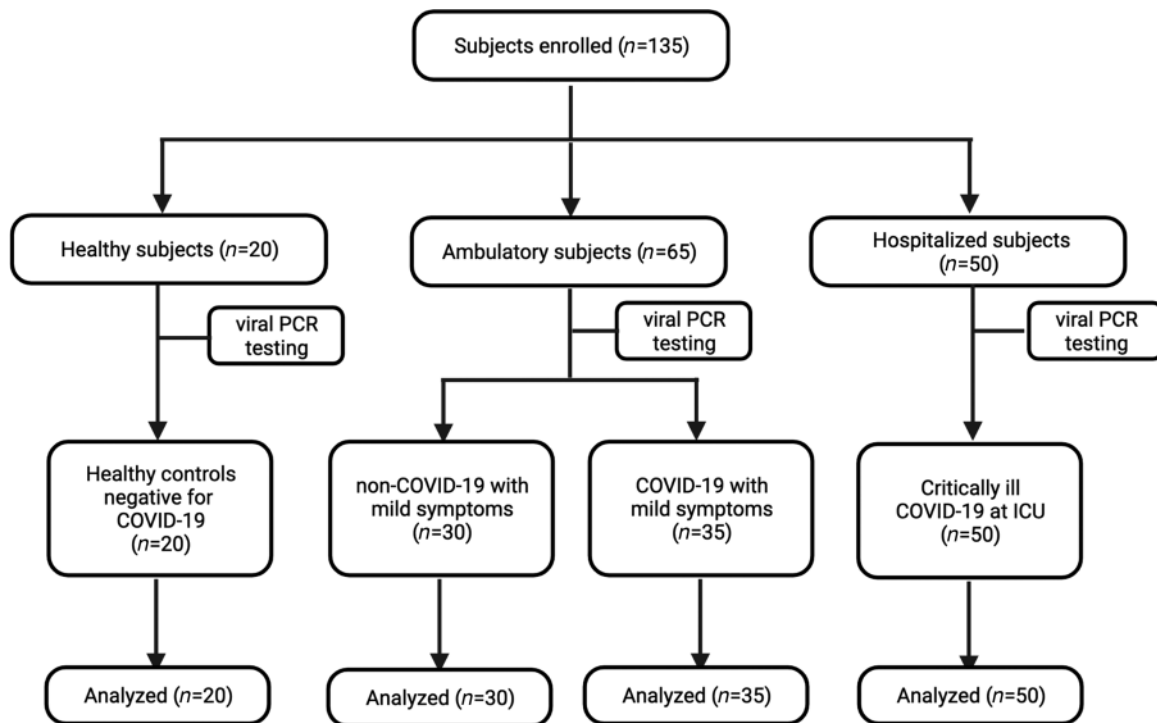 Subjects enrolled (n=135)
Healthy subjects (n=20)
Ambulatory subjects (n=65)
Hospitalized subjects
(n=50)
viral PCR
testing
viral PCR
testing
viral PCR
testing
Healthy controls
negative for
COVID-19
(n=20)
non-COVID-19 with
mild symptoms
(n=30)
COVID-19 with
mild symptoms
(n=35)
Critically ill
COVID-19 at ICU
(n=50)
Analyzed (n=20)
Analyzed (n=30)
Analyzed (n=35)
Analyzed (n=50)